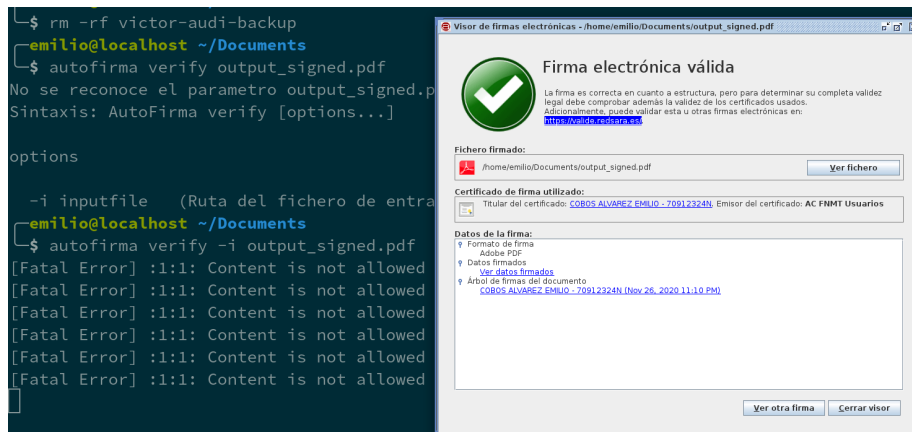 $ rm -rf victor-audi-backup
emilio@localhost ~/Documents
$ autofirma verify output_signed.pdf
No se reconoce el parametro output_signed.p
Sintaxis: AutoFirma verify [options...]
options
-i inputfile (Ruta del fichero de entra
emilio@localhost ~/Documents
$ autofirma verify -i output_signed.pdf
[Fatal Error] :1:1: Content is not allowed
[Fatal Error] :1:1: Content is not allowed
[Fatal Error] :1:1: Content is not allowed
[Fatal Error] :1:1: Content is not allowed
[Fatal Error] :1:1: Content is not allowed
[Fatal Error] :1:1: Content is not allowed
Visor de firmas electrónicas - /home/emilio/Documents/output_signed.pdf
Firma electrónica válida
La firma es correcta en cuanto a estructura, pero para determinar su completa validez
legal debe comprobar además la validez de los certificados usados.
Adicionalmente, puede validar esta u otras firmas electrónicas en:
https://valide.redsara.es/
Fichero firmado:
/home/emilio/Documents/output_signed.pdf
Ver fichero
Certificado de firma utilizado:
Titular del certificado: COBOS ALVAREZ EMILIO - 70912324N. Emisor del certificado: AC FNMT Usuarios
Datos de la firma:
Formato de firma
Adobe PDF
Datos firmados
Ver datos firmados
Árbol de firmas del documento
COBOS ALVAREZ EMILIO - 70912324N (Nov 26, 2020 11:10 PM)
Ver otra firma
Cerrar visor